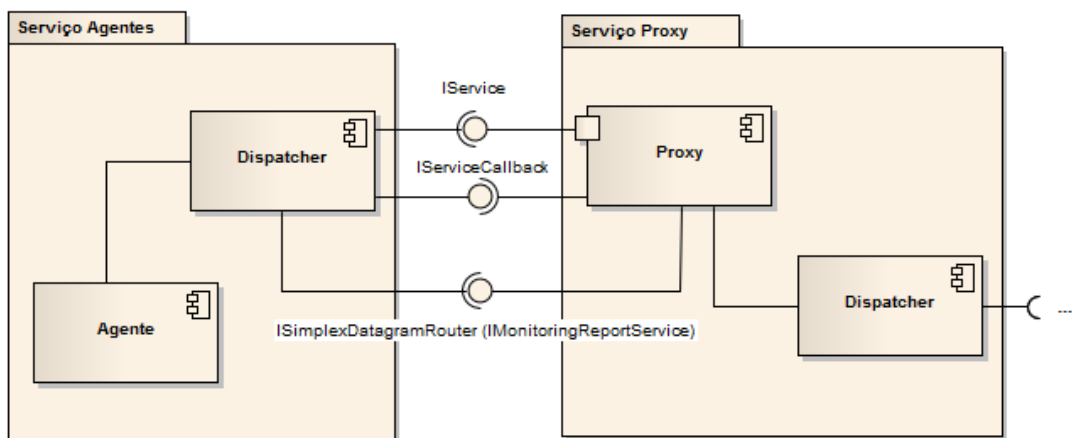 Serviço Agentes
Serviço Proxy
IService
Dispatcher
Proxy
IServiceCallback
Dispatcher
...
Agente
ISimplexDatagramRouter (IMonitoringReportService)